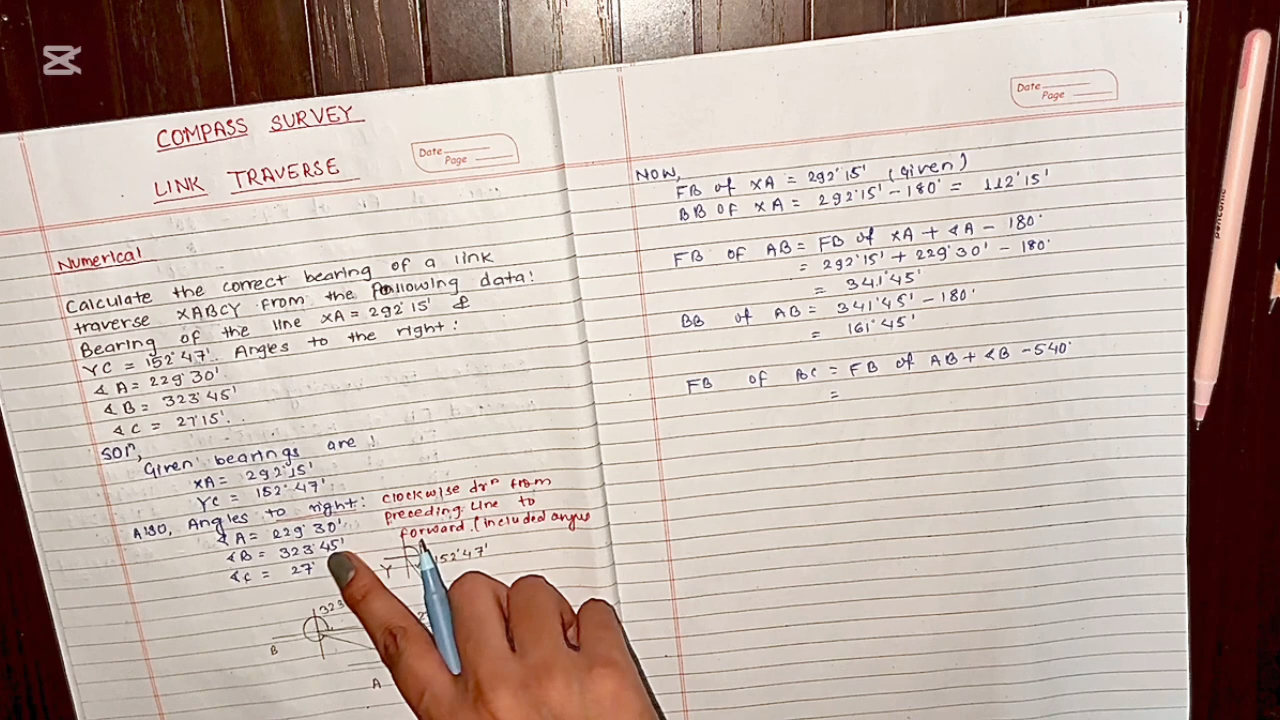 COMPASS SURVEY
Date
Page
LINK TRAVERSE
Numerical
Calculate the correct bearing of a link
traverse XABCY from the following data:
Bearing of the line XA = 292°15' &
YC = 152°47'. Angles to the right:
∢A = 229°30'
∢B = 323°45'
∢C = 27°15'.
Solⁿ,
Given bearings are:
XA = 292°15'
YC = 152°47'
Also, Angles to right: clockwise drⁿ from
preceding line to
forward (included angle
∢A = 229°30'
∢B = 323°45'
∢C = 27°
Y
152°47'
323
B
A
Date
Page
NOW,
FB of XA = 292°15' (Given)
BB OF XA = 292°15' - 180° = 112°15'
FB OF AB = FB of XA + ∢A - 180°
= 292°15' + 229°30' - 180°
= 341°45'
BB of AB = 341°45' - 180°
= 161°45'
FB OF BC = FB OF AB + ∢B - 540°
=